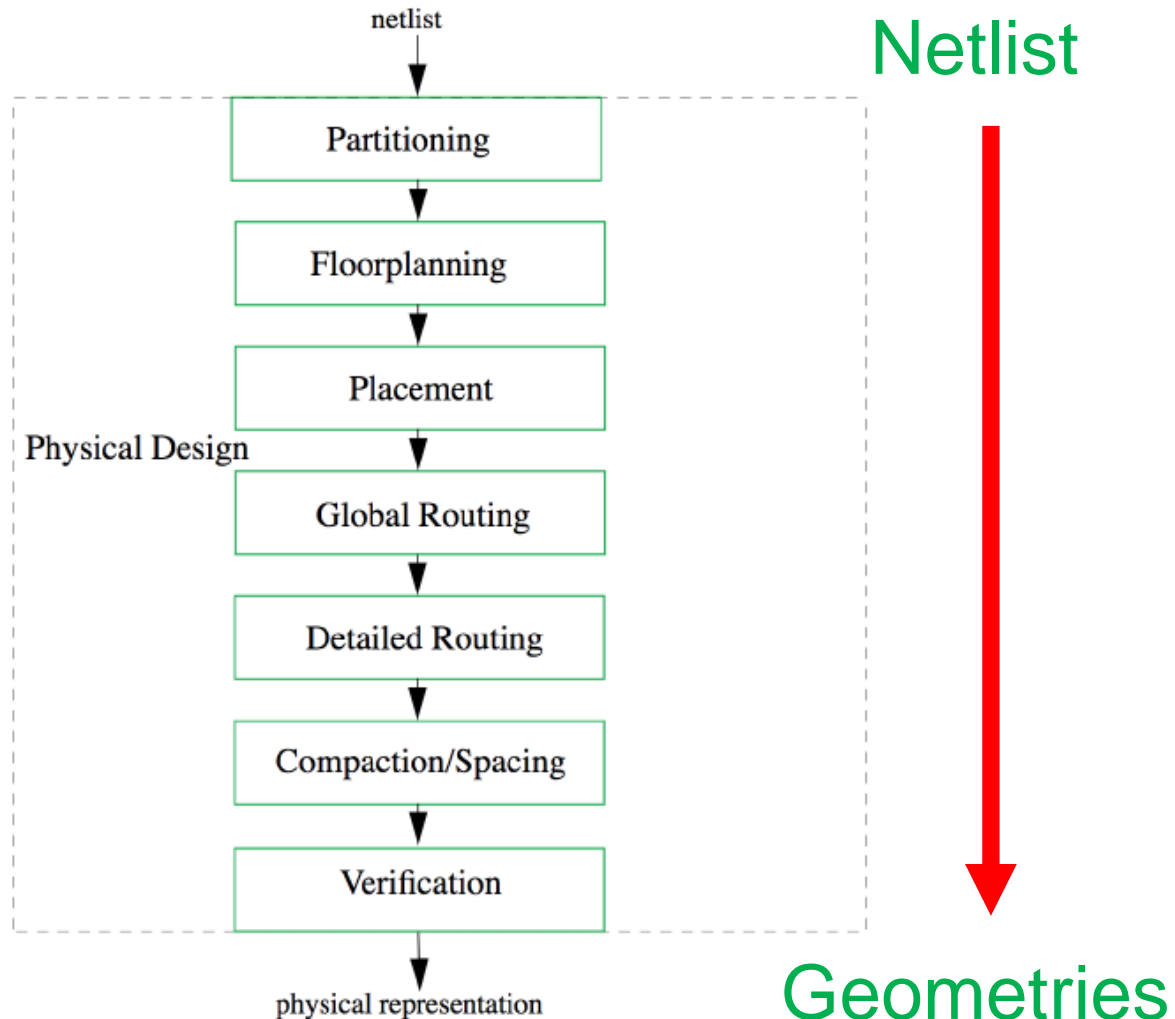 netlist
Netlist
Partitioning
Floorplanning
Placement
Physical Design
Global Routing
Detailed Routing
Compaction/Spacing
Verification
physical representation
Geometries